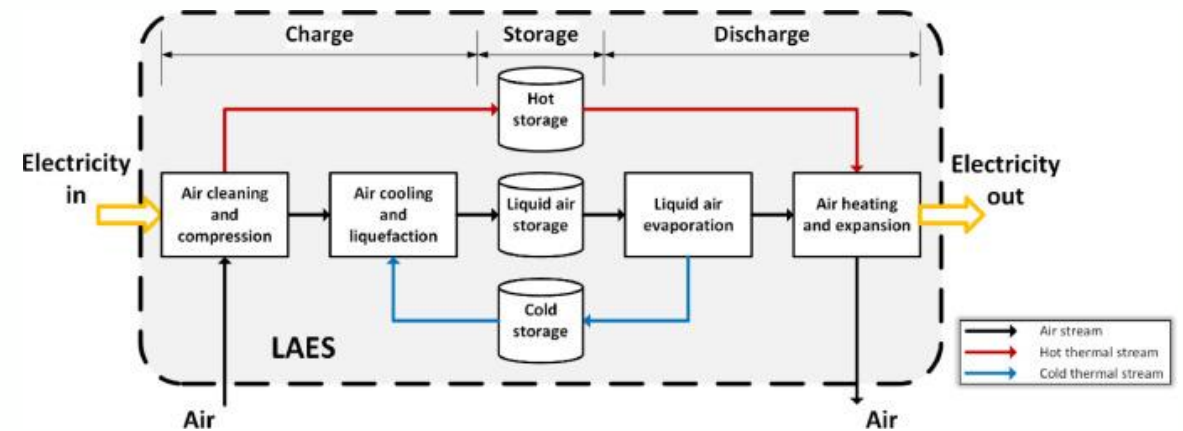 Charge
Storage
Discharge
Hot
storage
Electricity
in
Air cleaning
and
compression
Air cooling
and
liquefaction
Liquid air
storage
Liquid air
evaporation
Air heating
and expansion
Electricity
out
Cold
storage
LAES
Air
Air
Air stream
Hot thermal stream
Cold thermal stream